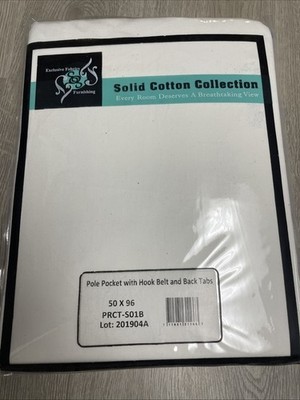 Exclusive Fabrics
Furnishing
Solid Cotton Collection
Every Room Deserves A Breathtaking View
Pole Pocket with Hook Belt and Back Tabs
50 X 96
PRCT-S01B
Lot: 201904A